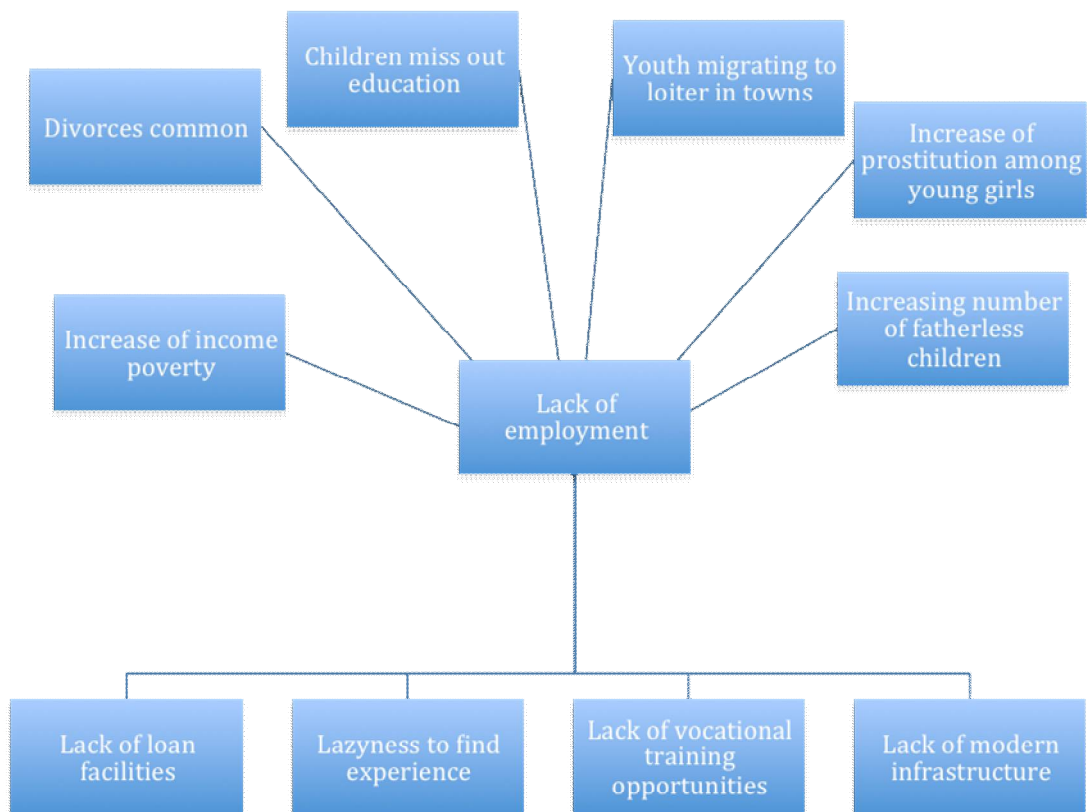 Children miss out
education
Youth migrating to
loiter in towns
Divorces common
Increase of
prostitution among
young girls
Increasing number
of fatherless
children
Increase of income
poverty
Lack of
employment
Lack of loan
facilities
Lazyness to find
experience
Lack of vocational
training
opportunities
Lack of modern
infrastructure